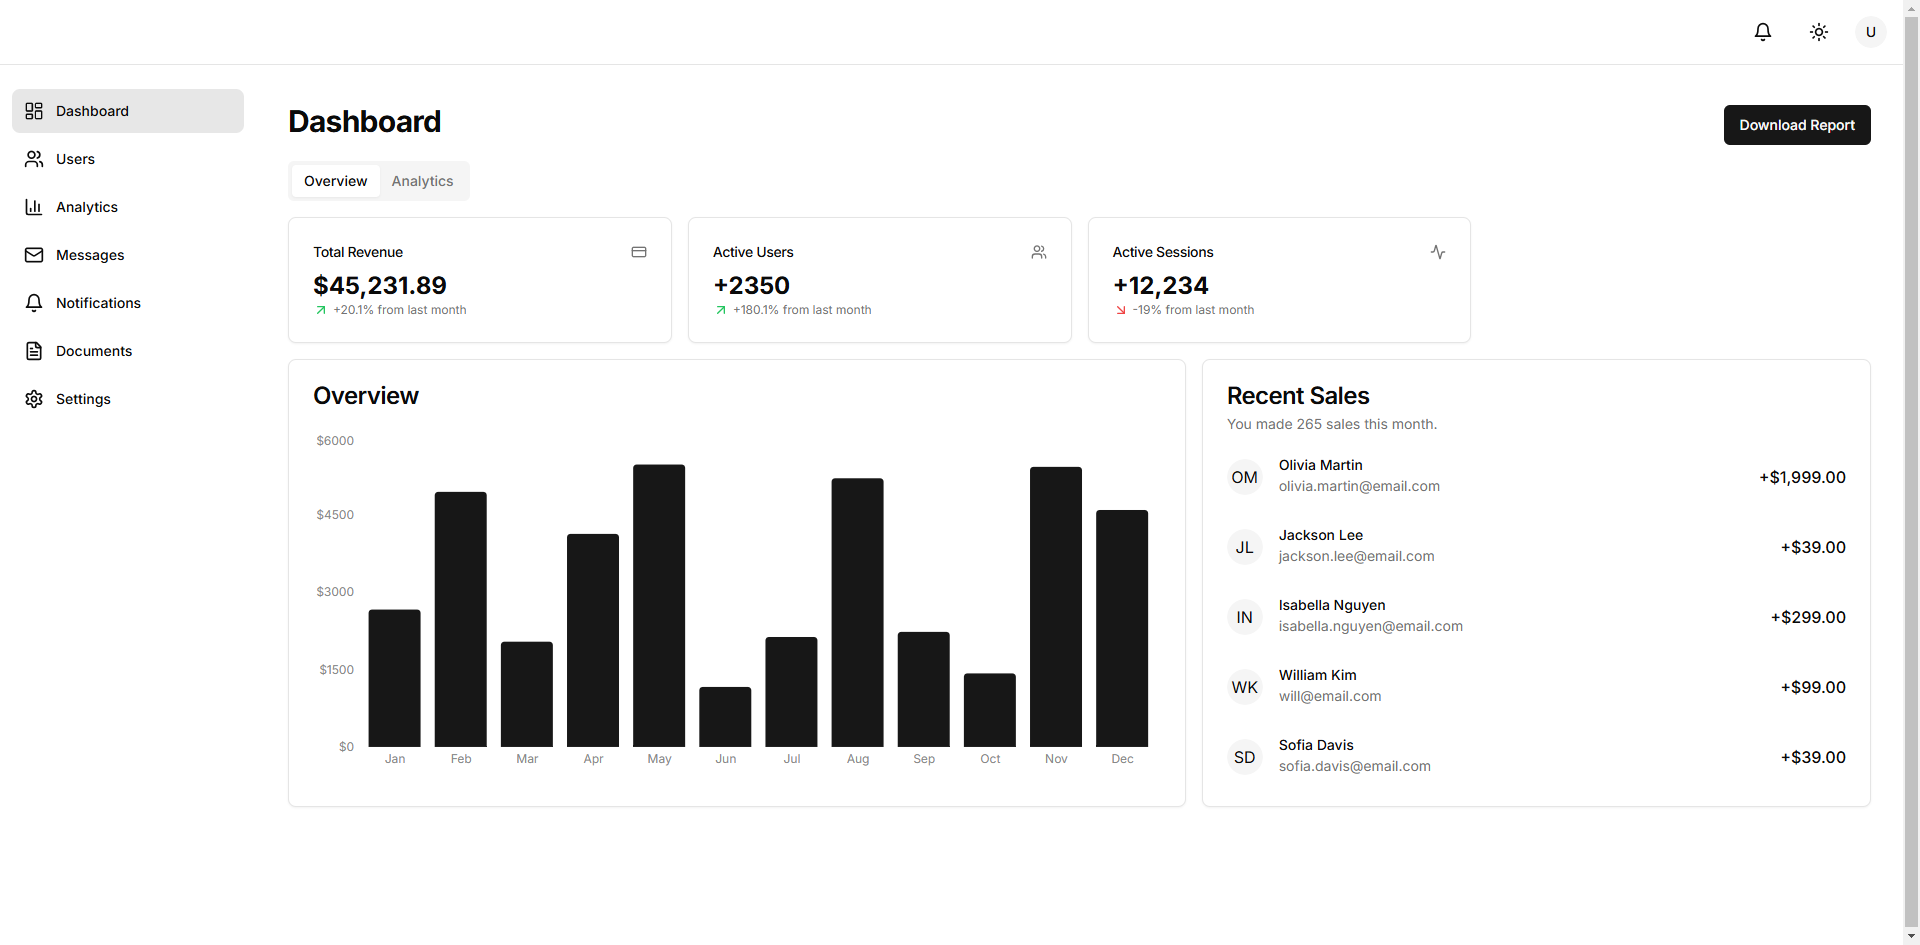 U
Dashboard
Users
Analytics
Messages
Notifications
Documents
Settings
Dashboard
Download Report
Overview
Analytics
Total Revenue
$45,231.89
+20.1% from last month
Active Users
+2350
+180.1% from last month
Active Sessions
+12,234
-19% from last month
Overview
$6000
$4500
$3000
$1500
$0
Jan Feb Mar Apr May Jun Jul Aug Sep Oct Nov Dec
Recent Sales
You made 265 sales this month.
OM
Olivia Martin
olivia.martin@email.com
+$1,999.00
JL
Jackson Lee
jackson.lee@email.com
+$39.00
IN
Isabella Nguyen
isabella.nguyen@email.com
+$299.00
WK
William Kim
will@email.com
+$99.00
SD
Sofia Davis
sofia.davis@email.com
+$39.00